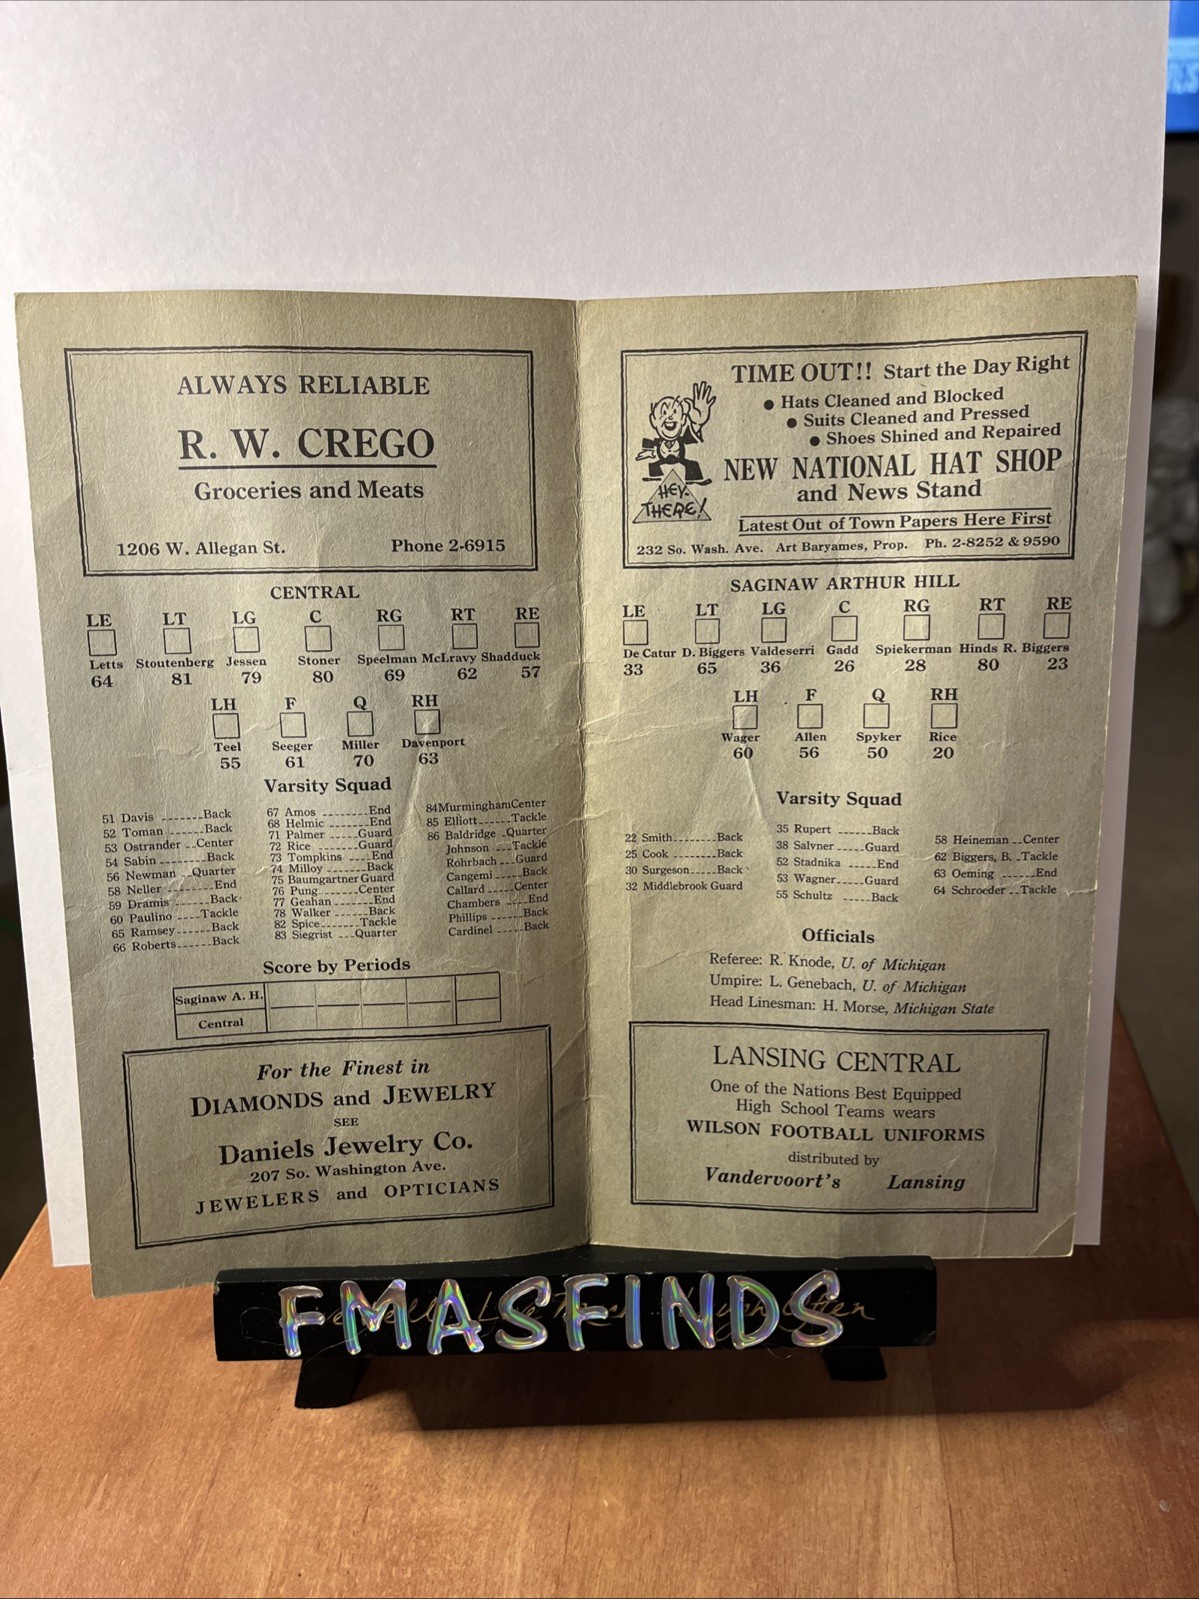 ALWAYS RELIABLE
R. W. CREGO
Groceries and Meats
1206 W. Allegan St. Phone 2-6915
CENTRAL
LE LT LG C RG RT RE
Letts Stoutenberg Jessen Stoner Speelman McLravy Shadduck
64 81 79 80 69 62 57
LH F Q RH
Teel Seeger Miller Davenport
55 61 70 63
Varsity Squad
51 Davis -------Back
52 Toman ------Back
53 Ostrander --Center
54 Sabin --------Back
56 Newman --Quarter
58 Neller --------End
59 Dramis-------Back
60 Paulino ----Tackle
65 Ramsey------Back
66 Roberts------Back
67 Amos --------End
68 Helmic ------End
71 Palmer -----Guard
72 Rice -------Guard
73 Tompkins ----End
74 Milloy -------Back
75 Baumgartner Guard
76 Pung-------Center
77 Geahan------End
78 Walker ------Back
82 Spice-------Tackle
83 Siegrist ---Quarter
84MurminghamCenter
85 Elliott------Tackle
86 Baldridge -Quarter
Johnson ---Tackle
Rohrbach ---Guard
Cangemi-----Back
Callard ----Center
Chambers ----End
Phillips ------Back
Cardinel -----Back
Score by Periods
Saginaw A. H.
Central
For the Finest in
DIAMONDS and JEWELRY
SEE
Daniels Jewelry Co.
207 So. Washington Ave.
JEWELERS and OPTICIANS
TIME OUT!! Start the Day Right
• Hats Cleaned and Blocked
• Suits Cleaned and Pressed
• Shoes Shined and Repaired
HEY-
THERE!
NEW NATIONAL HAT SHOP
and News Stand
Latest Out of Town Papers Here First
232 So. Wash. Ave. Art Baryames, Prop. Ph. 2-8252 & 9590
SAGINAW ARTHUR HILL
LE LT LG C RG RT RE
De Catur D. Biggers Valdeserri Gadd Spiekerman Hinds R. Biggers
33 65 36 26 28 80 23
LH F Q RH
Wager Allen Spyker Rice
60 56 50 20
Varsity Squad
22 Smith--------Back
25 Cook --------Back
30 Surgeson-----Back
32 Middlebrook Guard
35 Rupert ------Back
38 Salvner -----Guard
52 Stadnika -----End
53 Wagner-----Guard
55 Schultz -----Back
58 Heineman --Center
62 Biggers, B. -Tackle
63 Oeming ------End
64 Schroeder --Tackle
Officials
Referee: R. Knode, U. of Michigan
Umpire: L. Genebach, U. of Michigan
Head Linesman: H. Morse, Michigan State
LANSING CENTRAL
One of the Nations Best Equipped
High School Teams wears
WILSON FOOTBALL UNIFORMS
distributed by
Vandervoort's Lansing
FMASFINDS